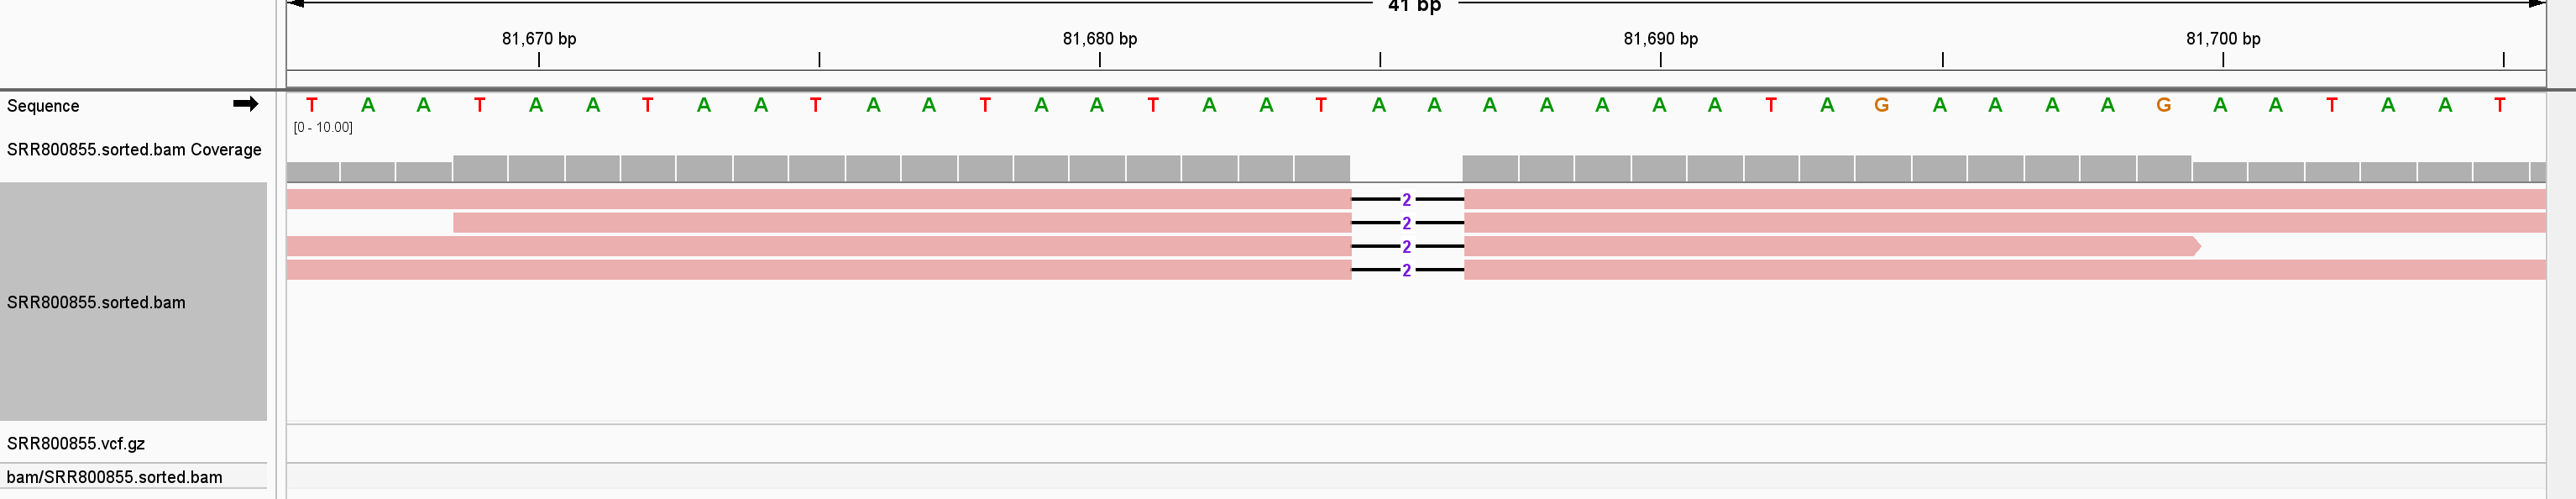 41 bp
81,670 bp 81,680 bp 81,690 bp 81,700 bp
Sequence T A A T A A T A A T A A T A A T A A T A A A A A A A T A G A A A A G A A T A A T
[0 - 10.00]
SRR800855.sorted.bam Coverage
2
2
2
2
SRR800855.sorted.bam
SRR800855.vcf.gz
bam/SRR800855.sorted.bam